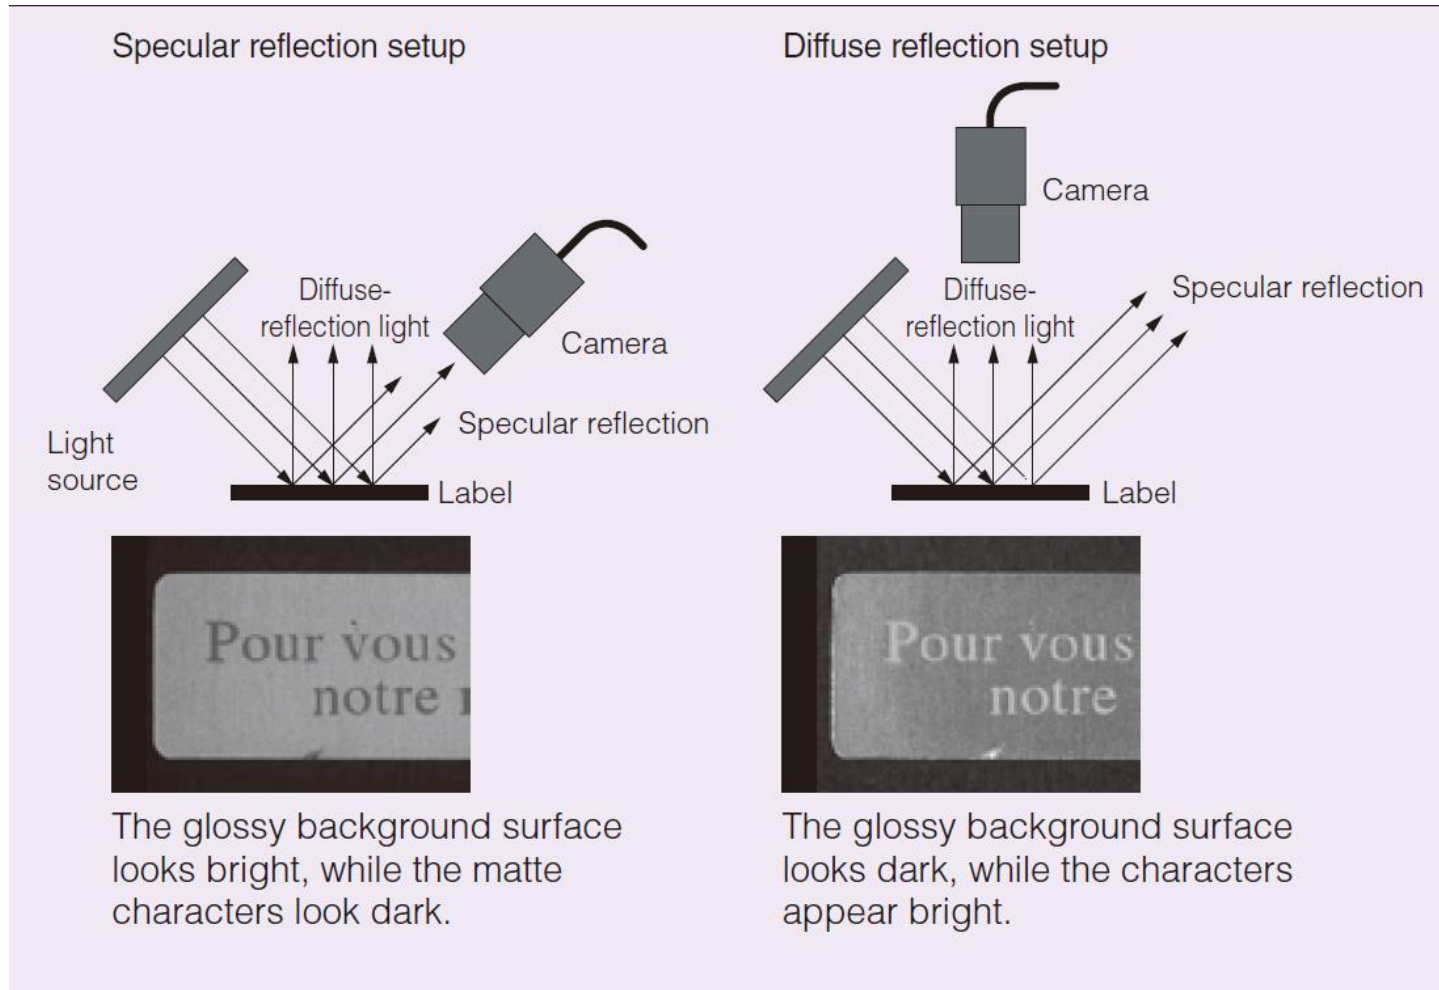 Specular reflection setup
Diffuse-
reflection light
Camera
Specular reflection
Light
source
Label
Pour vous
notre
The glossy background surface
looks bright, while the matte
characters look dark.
Diffuse reflection setup
Camera
Diffuse-
reflection light
Specular reflection
Label
Pour vous
notre
The glossy background surface
looks dark, while the characters
appear bright.